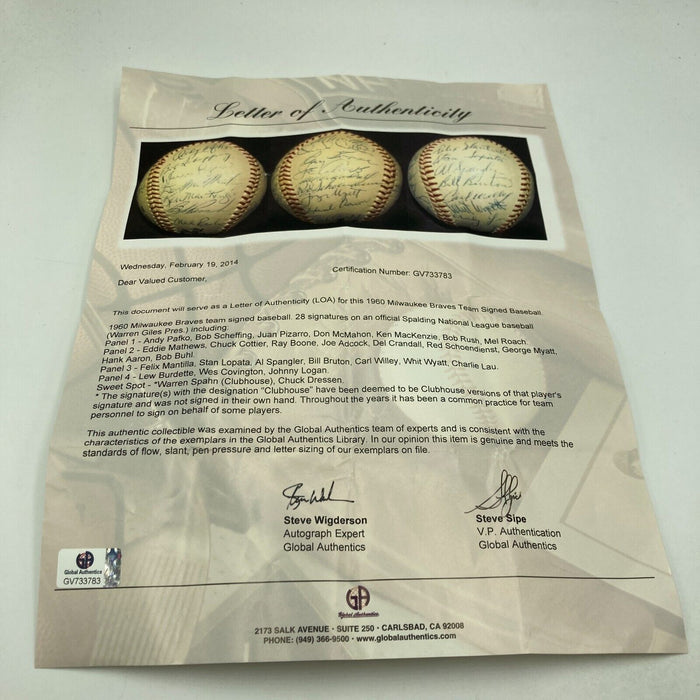 Letter of Authenticity
Wednesday, February 19, 2014
Certification Number: GV733783
Dear Valued Customer,
This document will serve as a Letter of Authenticity (LOA) for this 1960 Milwaukee Braves Team Signed Baseball.
1960 Milwaukee Braves team signed baseball. 28 signatures on an official Spalding National League baseball
(Warren Giles Pres.) including:
Panel 1 - Andy Pafko, Bob Scheffing, Juan Pizarro, Don McMahon, Ken MacKenzie, Bob Rush, Mel Roach
Panel 2 - Eddie Mathews, Chuck Cottier, Ray Boone, Joe Adcock, Del Crandall, Red Schoendienst, George Myatt,
Hank Aaron, Bob Buhl.
Panel 3 - Felix Mantilla, Stan Lopata, Al Spangler, Bill Bruton, Carl Willey, Whit Wyatt, Charlie Lau.
Panel 4 - Lew Burdette, Wes Covington, Johnny Logan.
Sweet Spot - *Warren Spahn (Clubhouse), Chuck Dressen.
* The signature(s) with the designation "Clubhouse" have been deemed to be Clubhouse versions of that player's
signature and was not signed in their own hand. Throughout the years it has been a common practice for team
personnel to sign on behalf of some players.
This authentic collectible was examined by the Global Authentics team of experts and is consistent with the
characteristics of the exemplars in the Global Authentics Library. In our opinion this item is genuine and meets the
standards of flow, slant, pen pressure and letter sizing of our exemplars on file.
Steve Wigderson
Autograph Expert
Global Authentics
Steve Sipe
V.P. Authentication
Global Authentics
GA
Global Authentics
GV733783
GA
Global Authentics
2173 SALK AVENUE · SUITE 250 · CARLSBAD, CA 92008
PHONE: (949) 366-9500 · www.globalauthentics.com